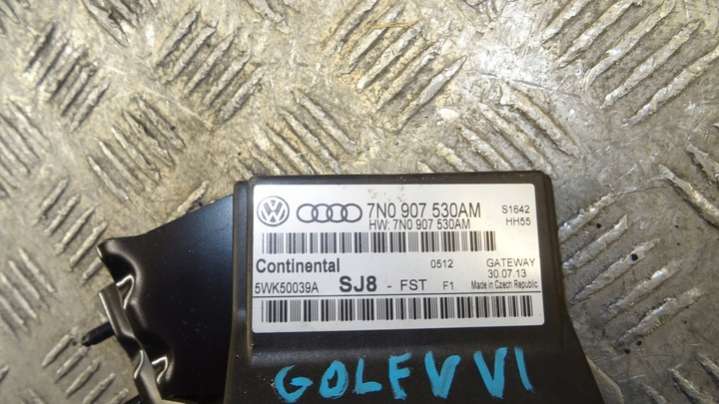 7N0 907 530AM S1642
HW: 7N0 907 530AM HH55
Continental 0512 GATEWAY
30.07.13
5WK50039A SJ8 - FST F1 Made in Czech Republic
GOLF V VI